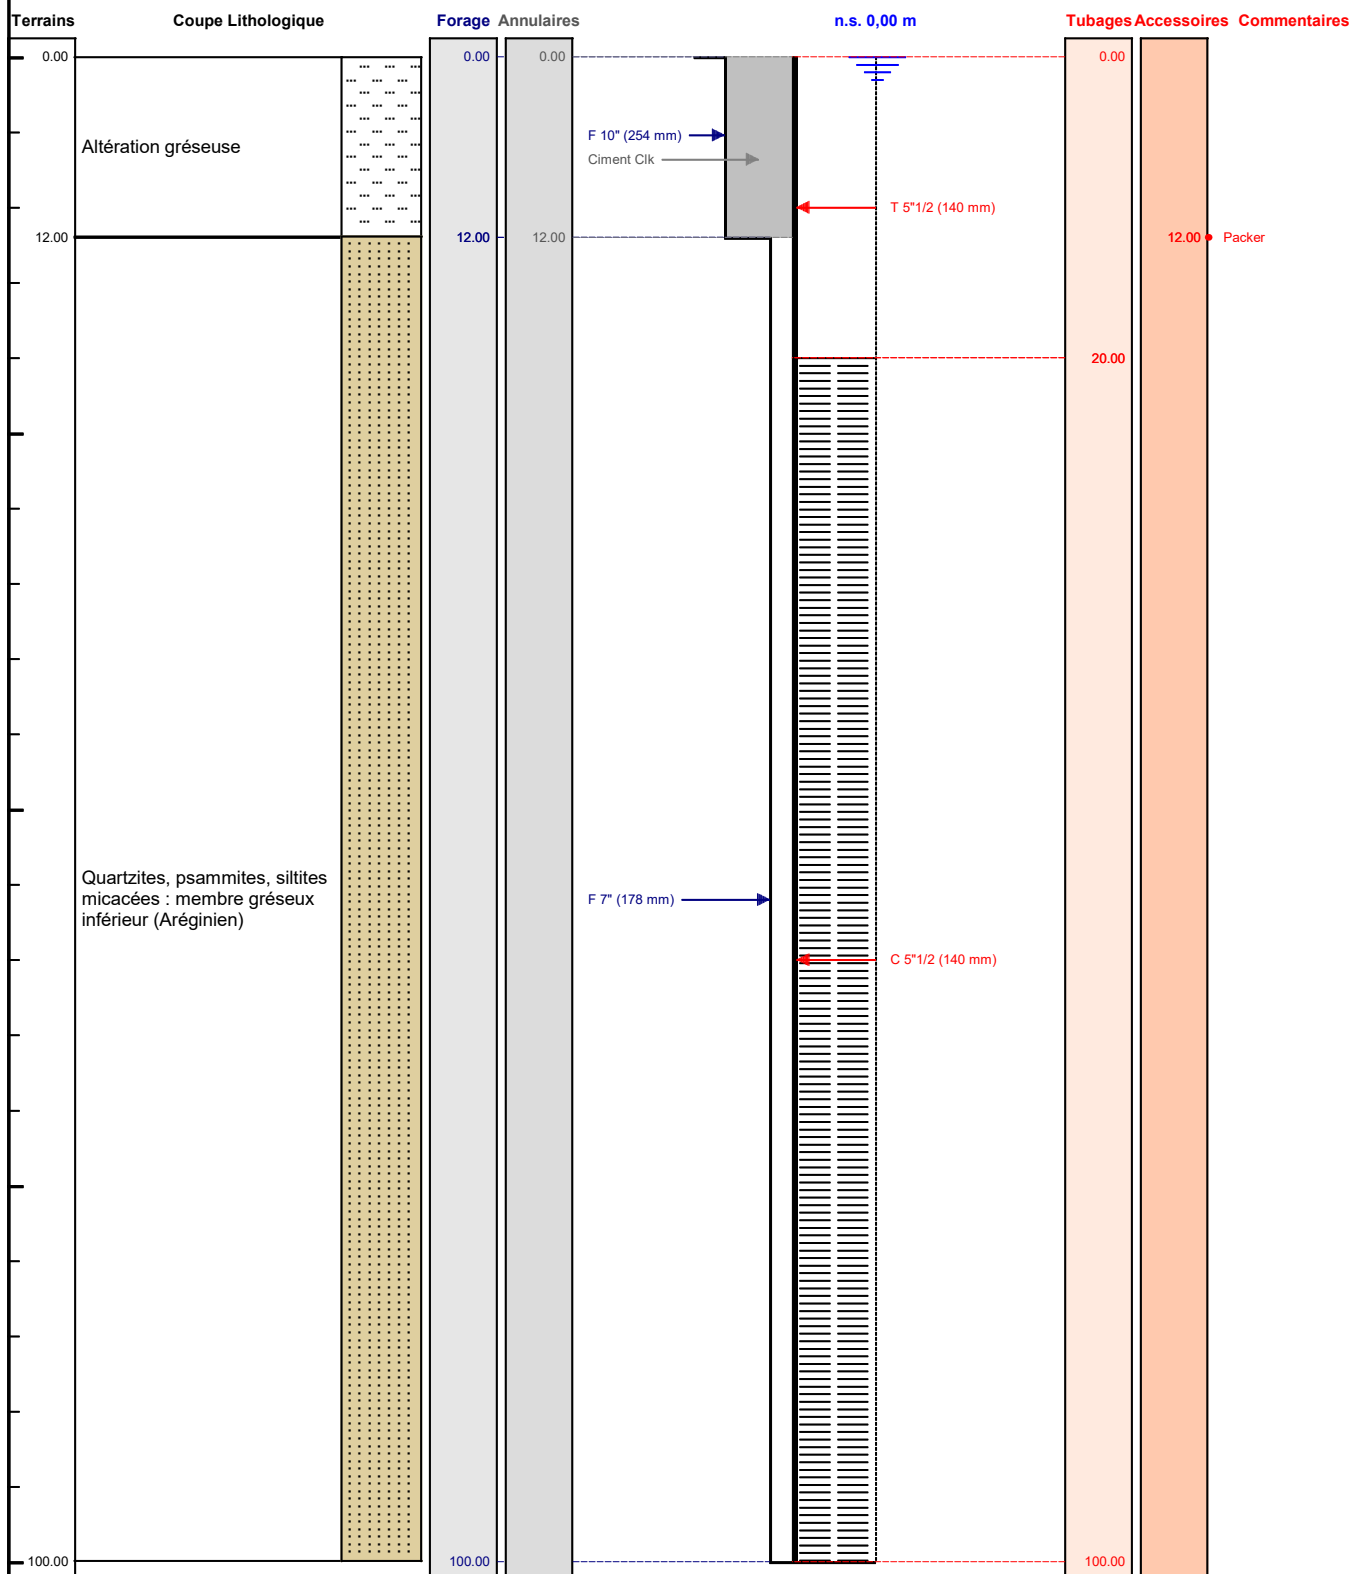 Terrains Coupe Lithologique Forage Annulaires n.s. 0,00 m Tubages Accessoires Commentaires
0.00 0.00 0.00 0.00
F 10" (254 mm)
Altération gréseuse
Ciment Clk
T 5"1/2 (140 mm)
12.00 12.00 12.00 12.00 Packer
20.00
Quartzites, psammites, siltites
micacées : membre gréseux
inférieur (Aréginien)
F 7" (178 mm)
C 5"1/2 (140 mm)
100.00 100.00 100.00